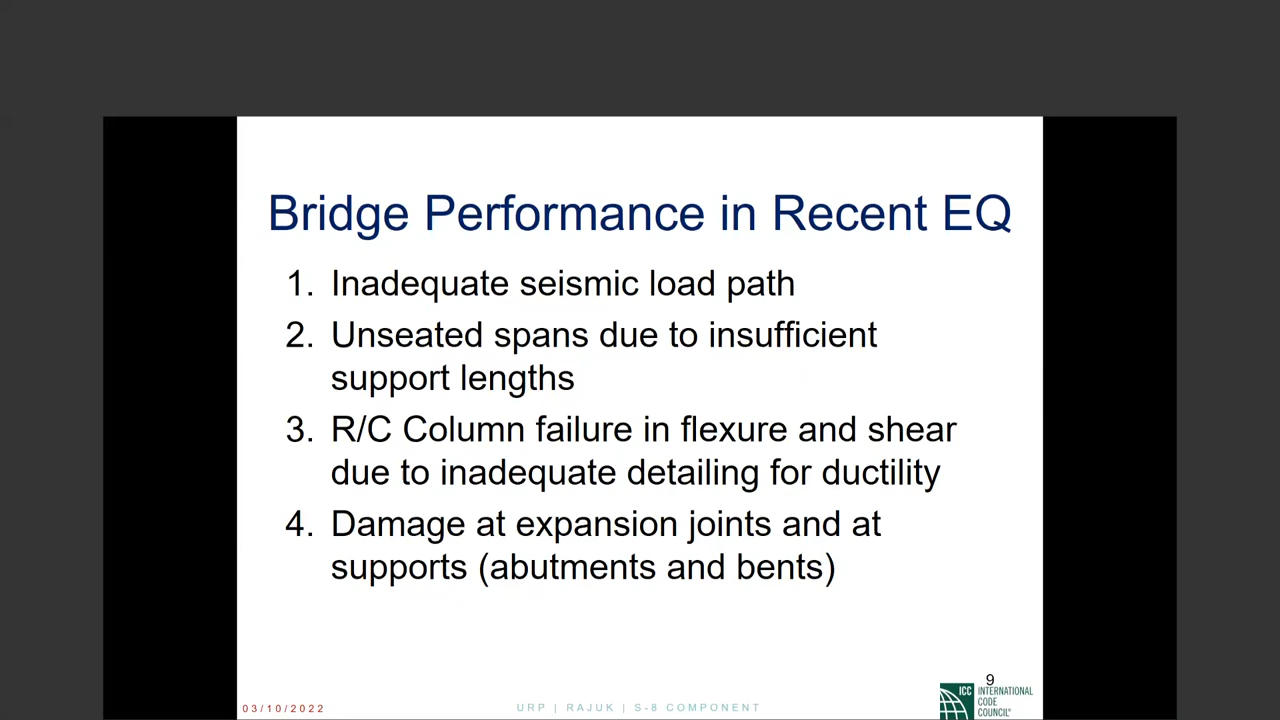 Bridge Performance in Recent EQ
1. Inadequate seismic load path
2. Unseated spans due to insufficient
support lengths
3. R/C Column failure in flexure and shear
due to inadequate detailing for ductility
4. Damage at expansion joints and at
supports (abutments and bents)
9
03/10/2022
URP | RAJUK | S-8 COMPONENT
ICC INTERNATIONAL
CODE
COUNCIL®